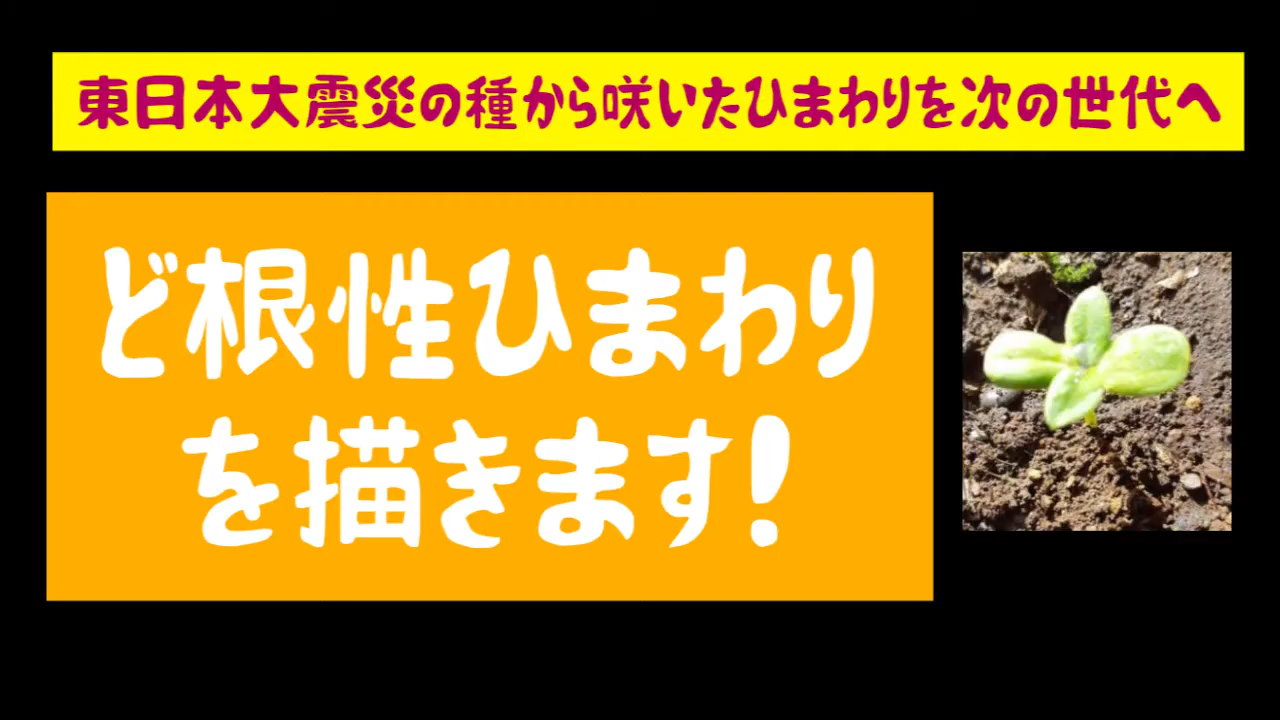 東日本大震災の種から咲いたひまわりを次の世代へ
ど根性ひまわり
を描きます!